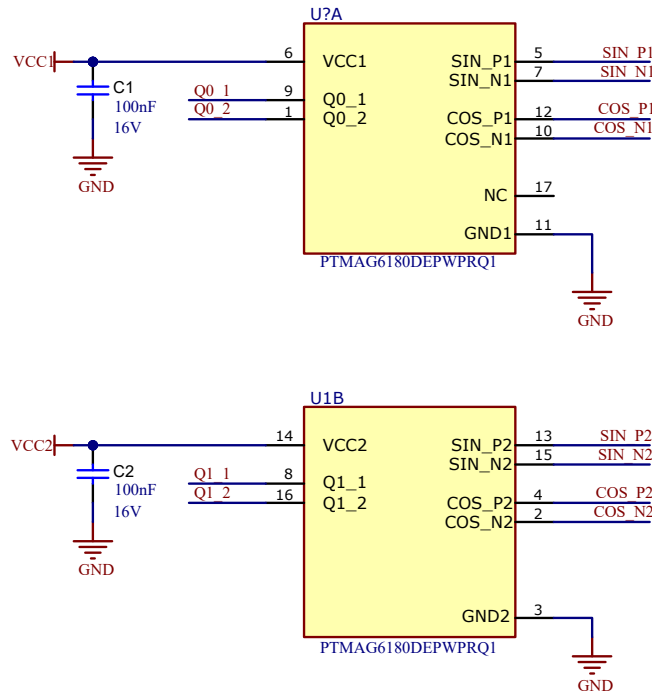 U?A
VCC1
6
VCC1
SIN_P1
5
SIN_P1
SIN_N1
7
SIN_N1
C1
100nF
16V
Q0_1
9
Q0_1
Q0_2
1
Q0_2
COS_P1
12
COS_P1
COS_N1
10
COS_N1
GND
NC
17
GND1
11
PTMAG6180DEPWPRQ1
GND
U1B
VCC2
14
VCC2
SIN_P2
13
SIN_P2
SIN_N2
15
SIN_N2
C2
100nF
16V
Q1_1
8
Q1_1
Q1_2
16
Q1_2
COS_P2
4
COS_P2
COS_N2
2
COS_N2
GND
GND2
3
PTMAG6180DEPWPRQ1
GND